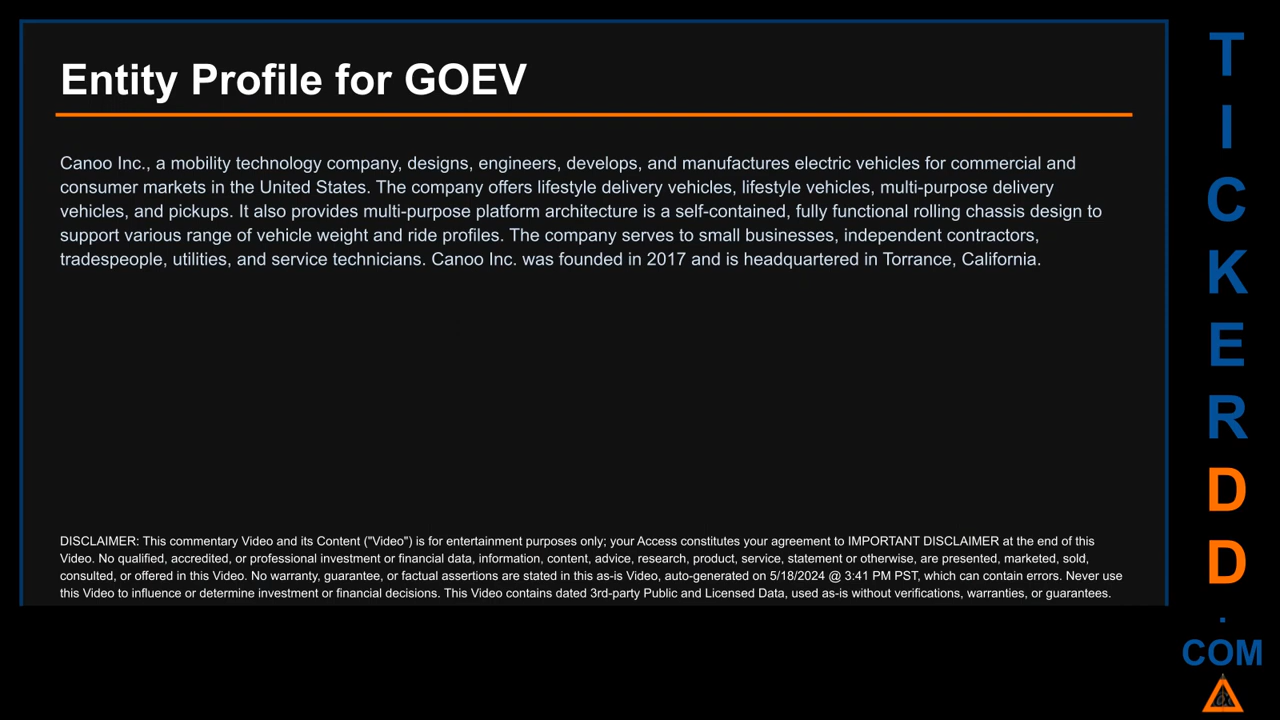 Entity Profile for GOEV
Canoo Inc., a mobility technology company, designs, engineers, develops, and manufactures electric vehicles for commercial and
consumer markets in the United States. The company offers lifestyle delivery vehicles, lifestyle vehicles, multi-purpose delivery
vehicles, and pickups. It also provides multi-purpose platform architecture is a self-contained, fully functional rolling chassis design to
support various range of vehicle weight and ride profiles. The company serves to small businesses, independent contractors,
tradespeople, utilities, and service technicians. Canoo Inc. was founded in 2017 and is headquartered in Torrance, California.
DISCLAIMER: This commentary Video and its Content ("Video") is for entertainment purposes only; your Access constitutes your agreement to IMPORTANT DISCLAIMER at the end of this
Video. No qualified, accredited, or professional investment or financial data, information, content, advice, research, product, service, statement or otherwise, are presented, marketed, sold,
consulted, or offered in this Video. No warranty, guarantee, or factual assertions are stated in this as-is Video, auto-generated on 5/18/2024 @ 3:41 PM PST, which can contain errors. Never use
this Video to influence or determine investment or financial decisions. This Video contains dated 3rd-party Public and Licensed Data, used as-is without verifications, warranties, or guarantees.
T
I
C
K
E
R
D
D
.
COM